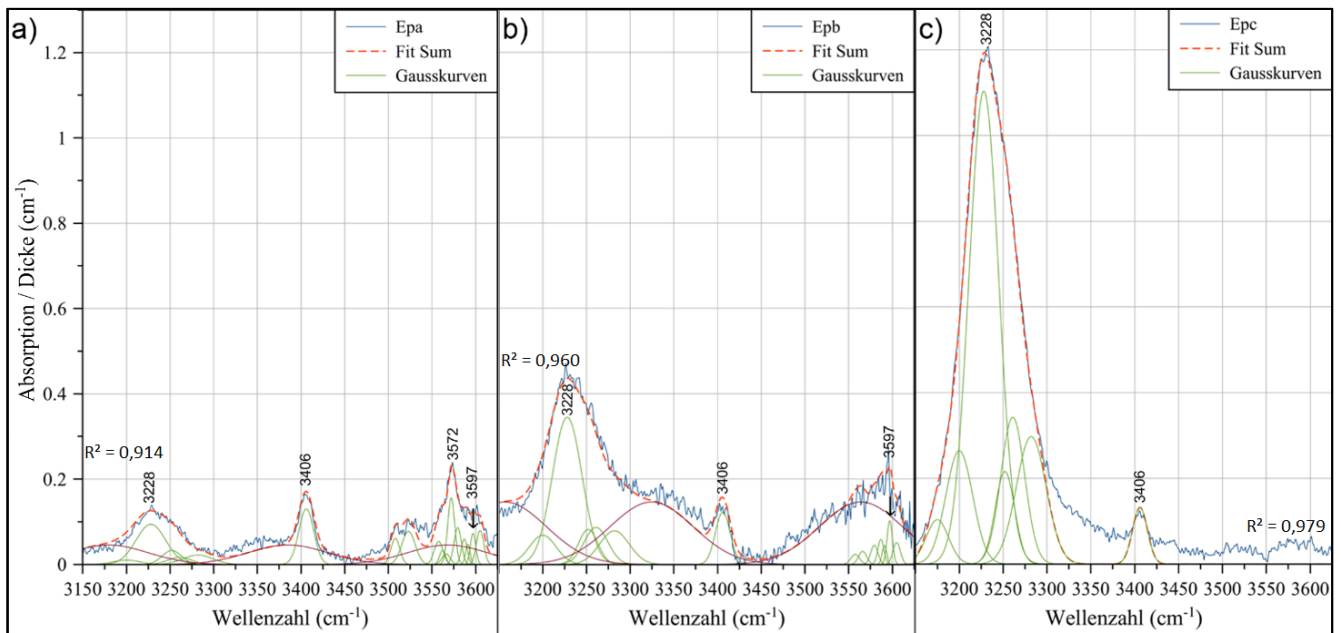 a)
Epa
Fit Sum
Gausskurven
b)
Epb
Fit Sum
Gausskurven
c)
Epc
Fit Sum
Gausskurven
3228
1.2
1
0.8
0.6
0.4
0.2
0
Absorption / Dicke (cm⁻¹)
R² = 0,914
3228
3406
3572
3597
R² = 0,960
3228
3406
3597
3406
R² = 0,979
3150 3200 3250 3300 3350 3400 3450 3500 3550 3600
3200 3250 3300 3350 3400 3450 3500 3550 3600
3200 3250 3300 3350 3400 3450 3500 3550 3600
Wellenzahl (cm⁻¹)
Wellenzahl (cm⁻¹)
Wellenzahl (cm⁻¹)